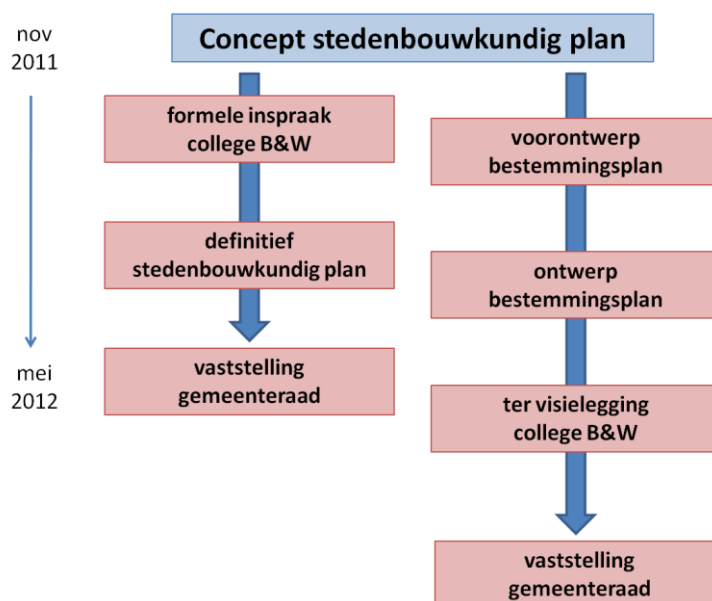 nov
2011
Concept stedenbouwkundig plan
formele inspraak
college B&W
definitief
stedenbouwkundig plan
vaststelling
gemeenteraad
mei
2012
voorontwerp
bestemmingsplan
ontwerp
bestemmingsplan
ter visielegging
college B&W
vaststelling
gemeenteraad